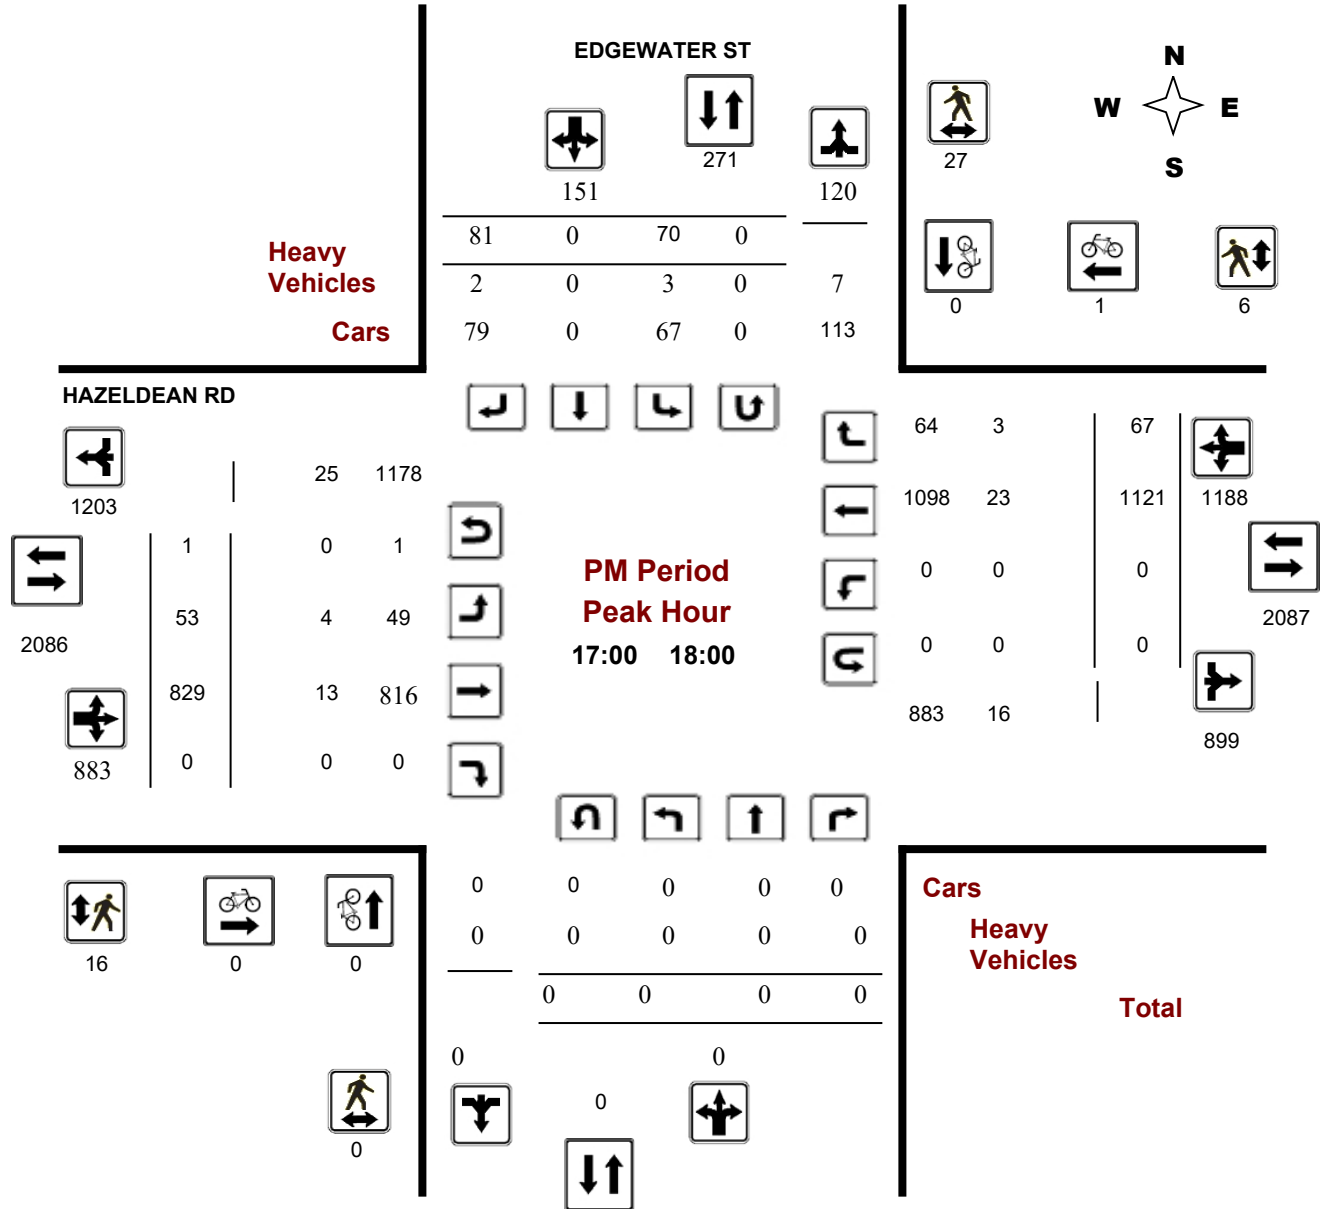 EDGEWATER ST
N
W E
S
271
27
151
120
81 0 70 0
Heavy
Vehicles
2 0 3 0 7
0 1 6
Cars
79 0 67 0 113
HAZELDEAN RD
64 3 67
25 1178
1203
1098 23 1121 1188
1 0 1
PM Period
0 0 0
Peak Hour
53 4 49
2087
2086
17:00 18:00
0 0 0
829 13 816
883 16
899
883 0 0 0
0 0 0 0 0
Cars
0 0 0 0 0
Heavy
Vehicles
16 0 0
0 0 0 0
Total
0 0
0
0